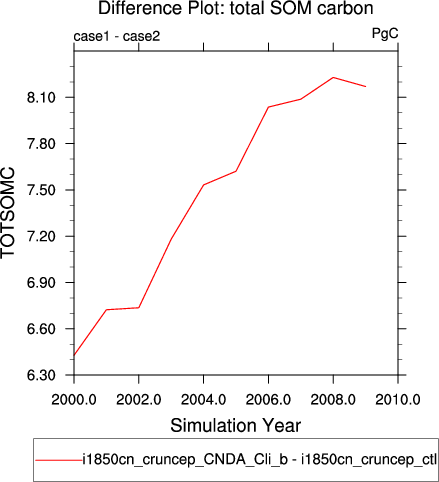 Difference Plot: total SOM carbon
case1 - case2
PgC
8.10
7.80
7.50
7.20
6.90
6.60
6.30
TOTSOMC
2000.0 2002.0 2004.0 2006.0 2008.0 2010.0
Simulation Year
i1850cn_cruncep_CNDA_Cli_b - i1850cn_cruncep_ctl